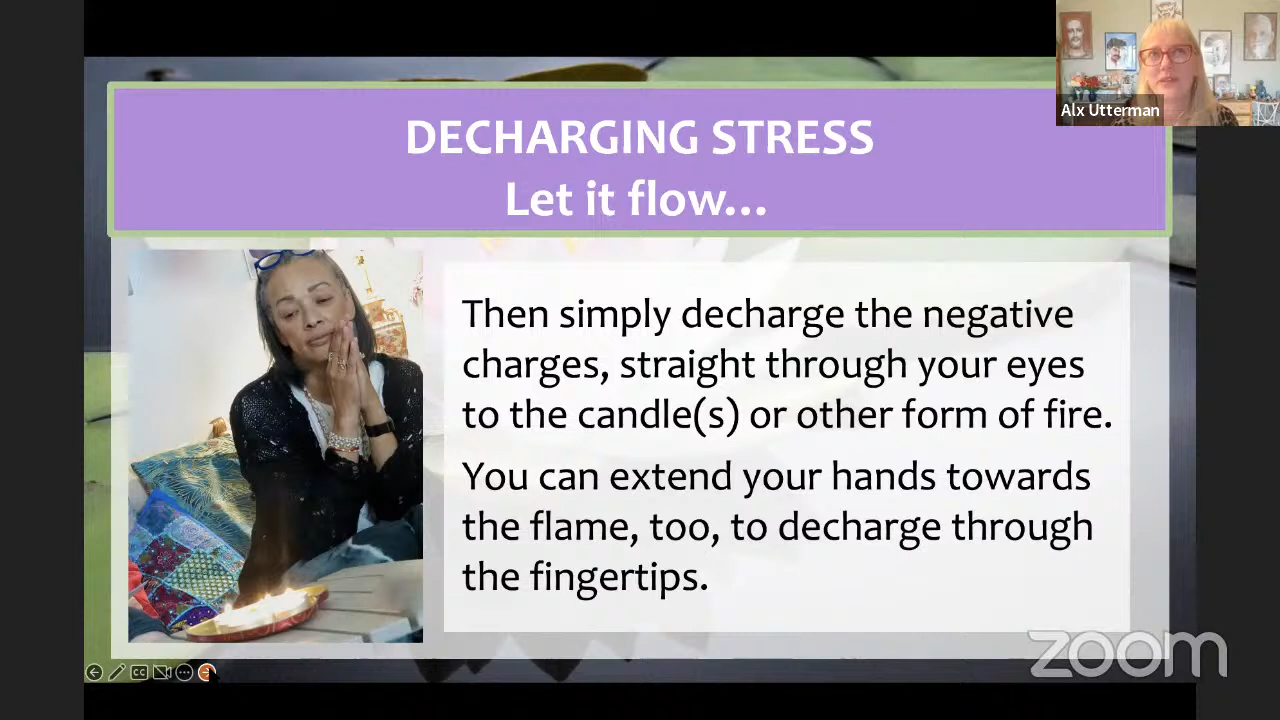 Alx Utterman
DECHARGING STRESS
Let it flow...
Then simply decharge the negative
charges, straight through your eyes
to the candle(s) or other form of fire.
You can extend your hands towards
the flame, too, to decharge through
the fingertips.
CC
zoom